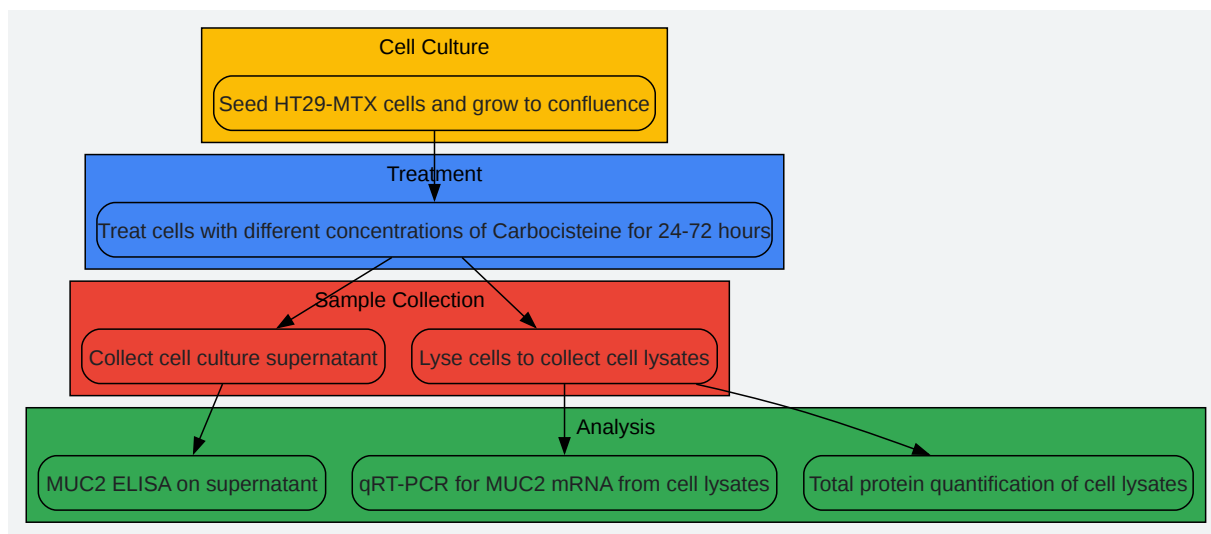 Cell Culture
Seed HT29-MTX cells and grow to confluence
Treatment
Treat cells with different concentrations of Carbocisteine for 24-72 hours
Sample Collection
Collect cell culture supernatant
Lyse cells to collect cell lysates
Analysis
MUC2 ELISA on supernatant
qRT-PCR for MUC2 mRNA from cell lysates
Total protein quantification of cell lysates